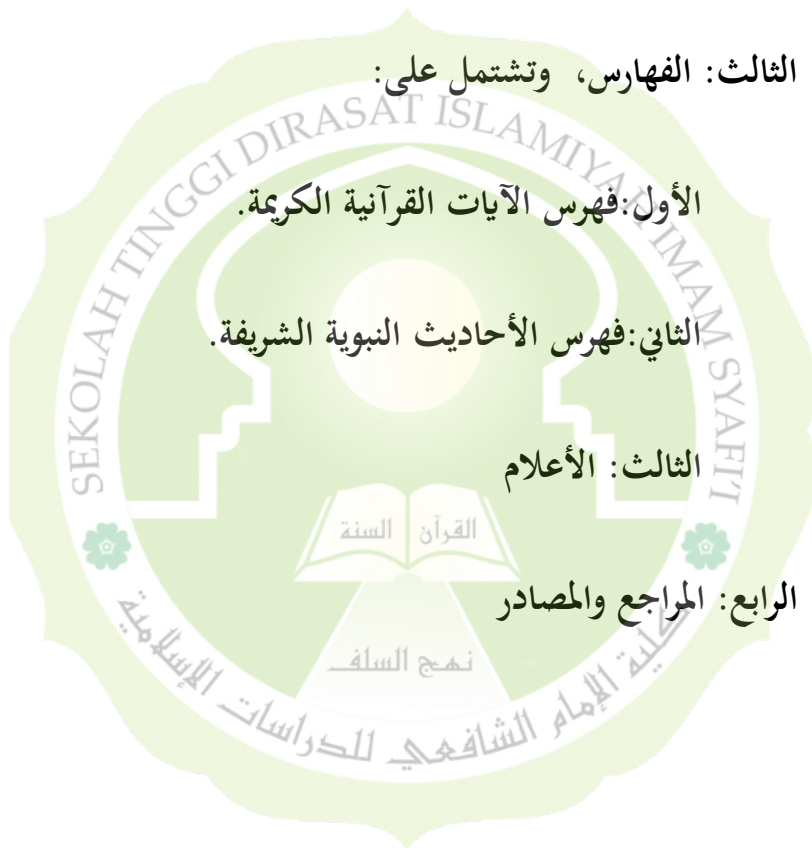 الثالث: الفهارس، وتشتمل على:
SEKOLAH TINGGI DIRASAT ISLAMIYAH IMAM SYAFI'I
الأول:فهرس الآيات القرآنية الكريمة.
الثاني:فهرس الأحاديث النبوية الشريفة.
الثالث: الأعلام
القرآن السنة
الرابع: المراجع والمصادر
نهج السلف
كلية الإمام الشافعي للدراسات الإسلامية